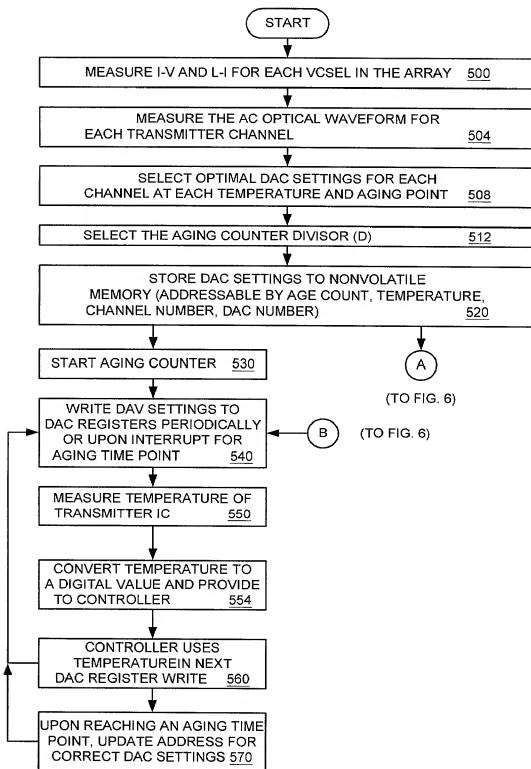 START
MEASURE I-V AND L-I FOR EACH VCSEL IN THE ARRAY 500
MEASURE THE AC OPTICAL WAVEFORM FOR
EACH TRANSMITTER CHANNEL 504
SELECT OPTIMAL DAC SETTINGS FOR EACH
CHANNEL AT EACH TEMPERATURE AND AGING POINT 508
SELECT THE AGING COUNTER DIVISOR (D) 512
STORE DAC SETTINGS TO NONVOLATILE
MEMORY (ADDRESSABLE BY AGE COUNT, TEMPERATURE,
CHANNEL NUMBER, DAC NUMBER) 520
START AGING COUNTER 530
A
(TO FIG. 6)
WRITE DAV SETTINGS TO
DAC REGISTERS PERIODICALLY
OR UPON INTERRUPT FOR
AGING TIME POINT 540
B (TO FIG. 6)
MEASURE TEMPERATURE OF
TRANSMITTER IC 550
CONVERT TEMPERATURE TO
A DIGITAL VALUE AND PROVIDE
TO CONTROLLER 554
CONTROLLER USES
TEMPERATUREIN NEXT
DAC REGISTER WRITE 560
UPON REACHING AN AGING TIME
POINT, UPDATE ADDRESS FOR
CORRECT DAC SETTINGS 570